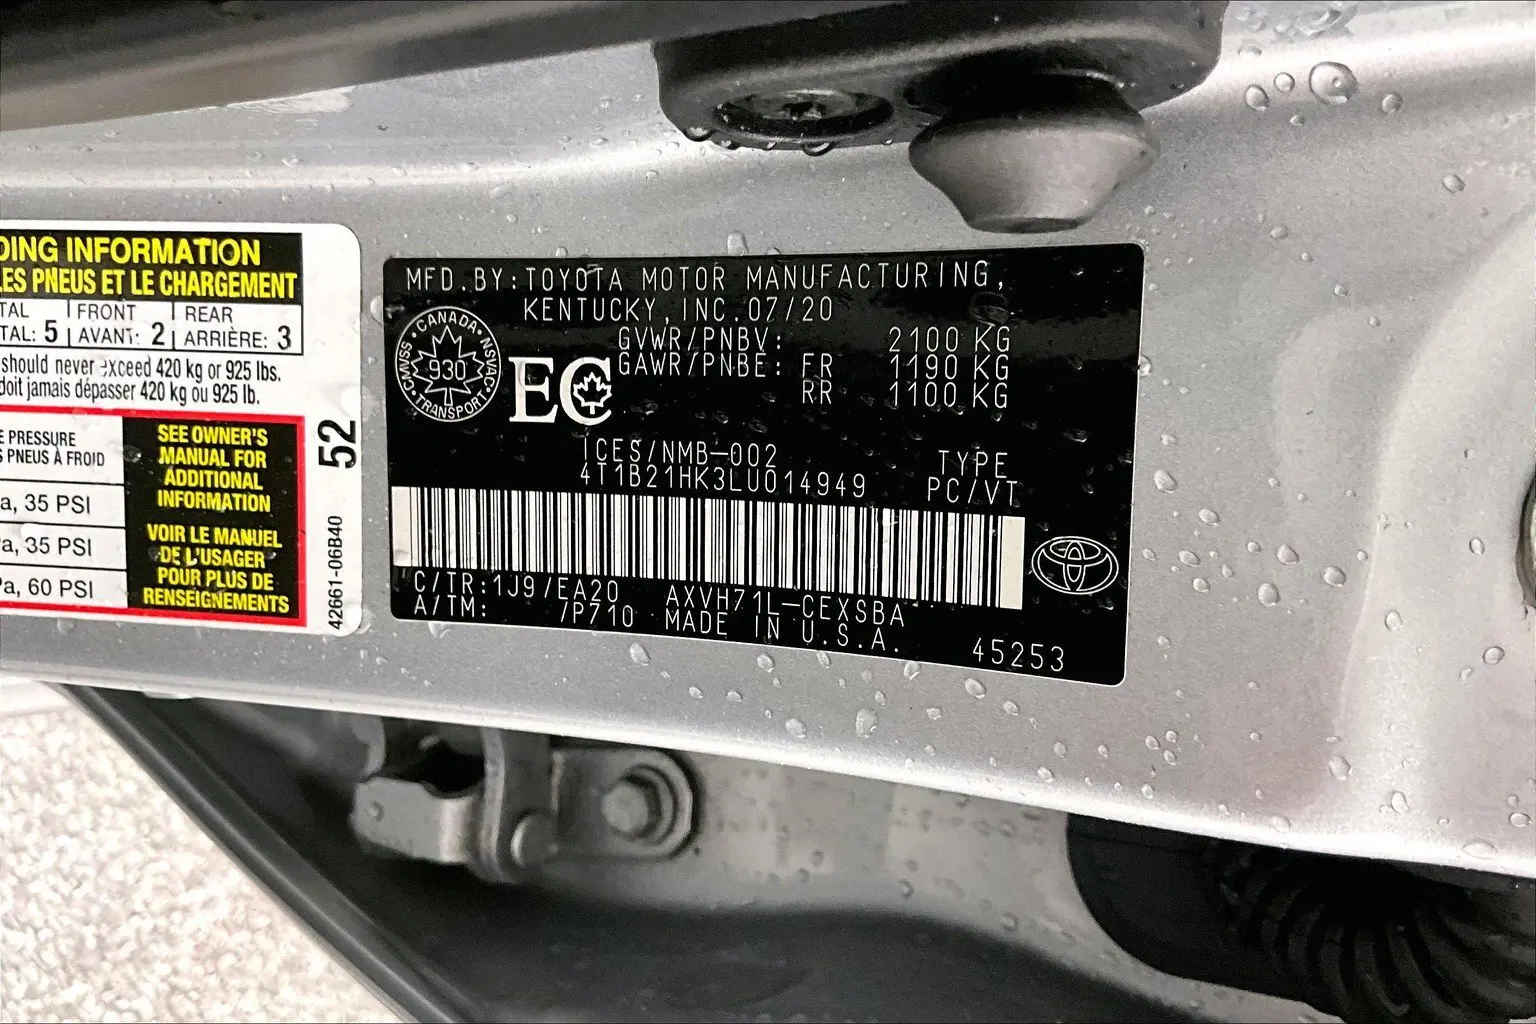 DING INFORMATION
LES PNEUS ET LE CHARGEMENT
TAL FRONT REAR
TAL: 5 AVANT: 2 ARRIÈRE: 3
should never exceed 420 kg or 925 lbs.
doit jamais dépasser 420 kg ou 925 lb.
E PRESSURE
S PNEUS À FROID
a, 35 PSI
a, 35 PSI
Pa, 60 PSI
SEE OWNER'S
MANUAL FOR
ADDITIONAL
INFORMATION
VOIR LE MANUEL
DE L'USAGER
POUR PLUS DE
RENSEIGNEMENTS
52
42661-06B40
MFD.BY:TOYOTA MOTOR MANUFACTURING,
KENTUCKY, INC. 07/20
GVWR/PNBV: 2100 KG
GAWR/PNBE: FR 1190 KG
RR 1100 KG
CANADA
CMVSS NSVAC
930
TRANSPORT
EC
ICES/NMB-002
4T1B21HK3LU014949
TYPE
PC/VT
C/TR:1J9/EA20 AXVH71L-CEXSBA
A/TM: /P710 MADE IN U.S.A.
45253